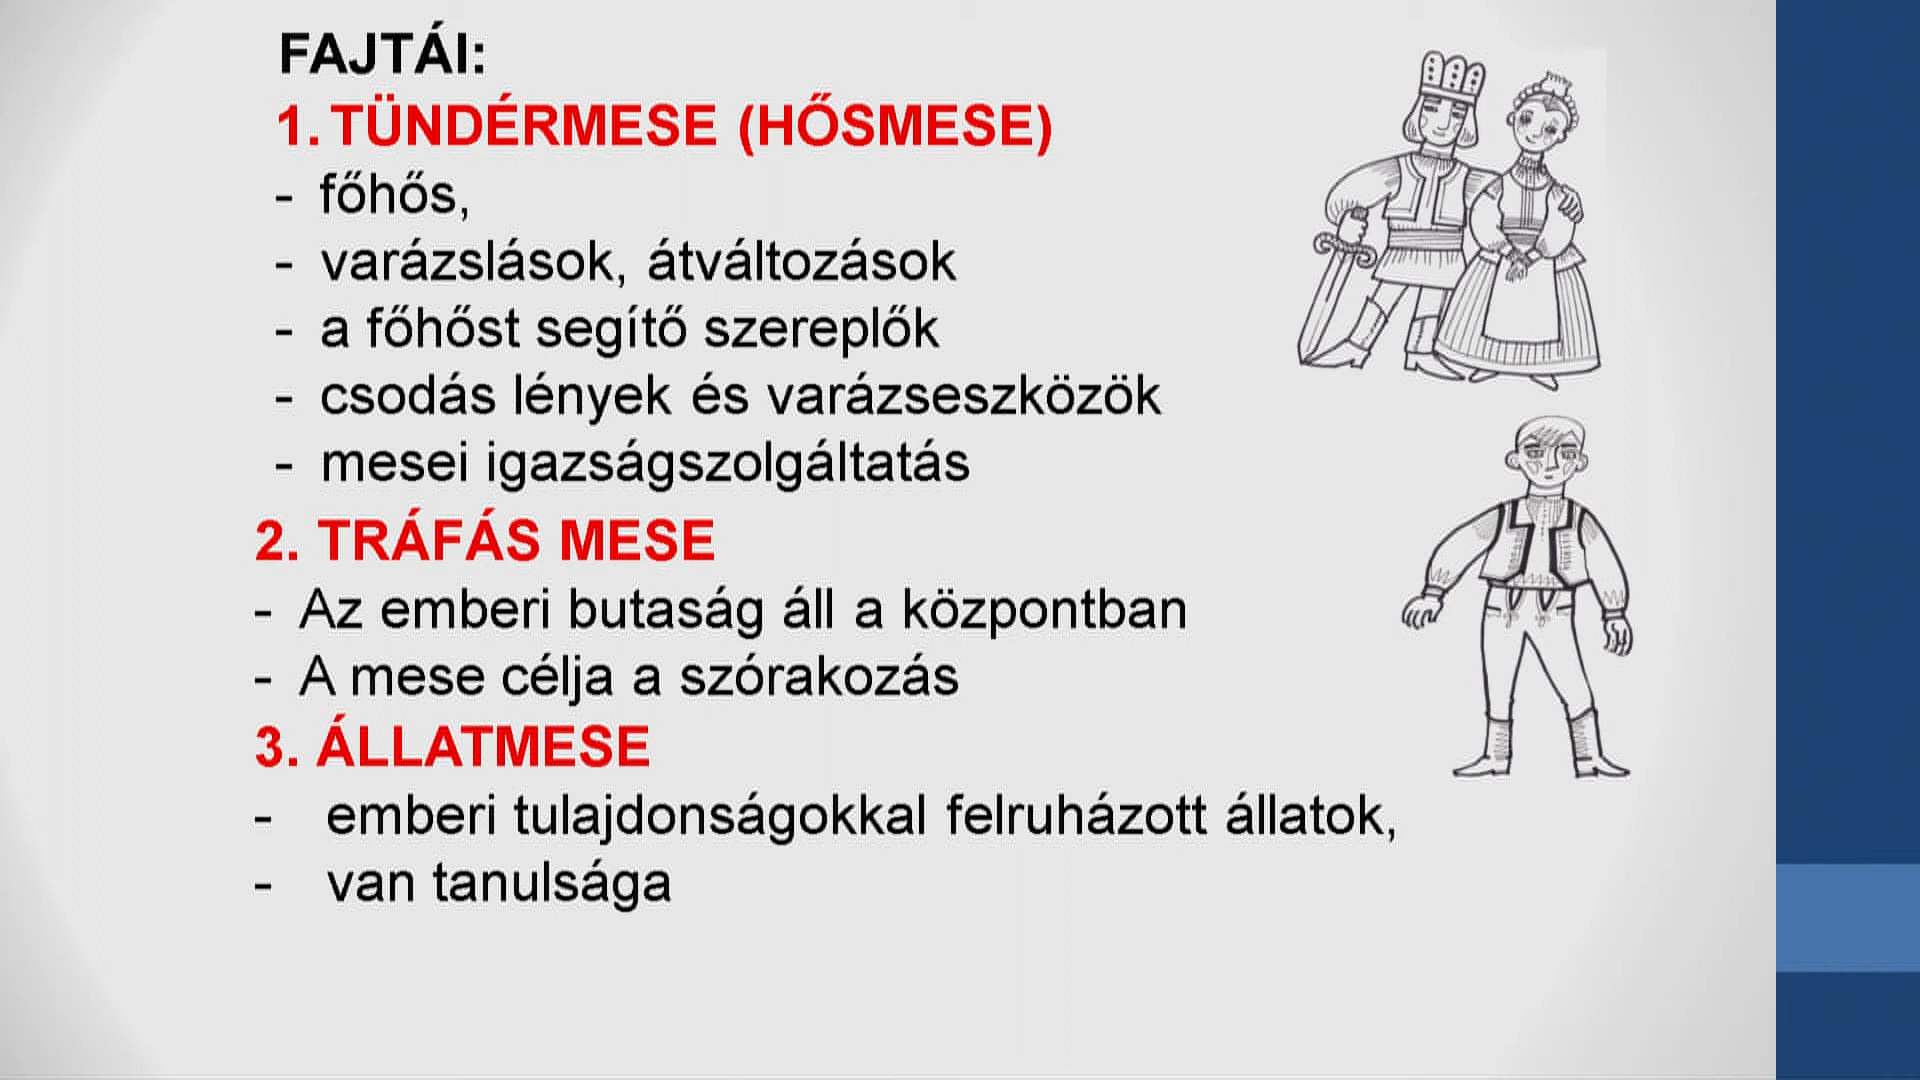 FAJTÁI:
1. TÜNDÉRMESE (HŐSMESE)
- főhős,
- varázslások, átváltozások
- a főhőst segítő szereplők
- csodás lények és varázseszközök
- mesei igazságszolgáltatás
2. TRÁFÁS MESE
- Az emberi butaság áll a központban
- A mese célja a szórakozás
3. ÁLLATMESE
- emberi tulajdonságokkal felruházott állatok,
- van tanulsága